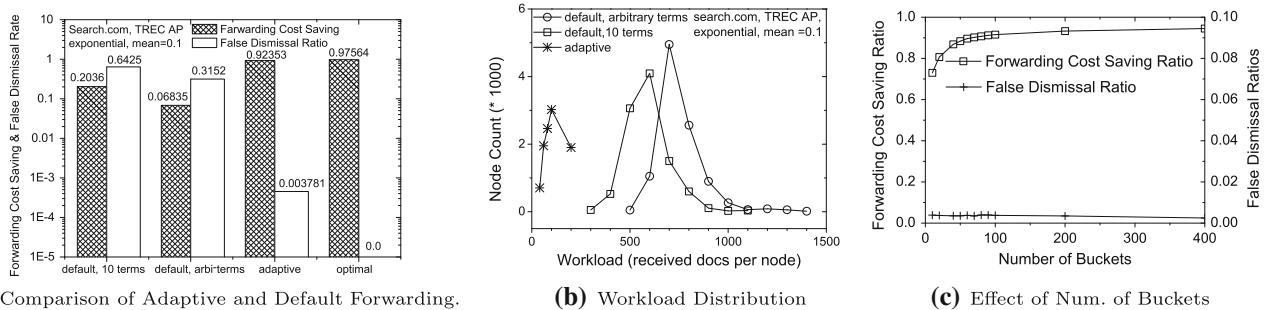 Forwarding Cost Saving & False Dismissal Rate
10
1
0.1
0.01
1E-3
1E-4
1E-5
Search.com, TREC AP
exponential, mean=0.1
Forwarding Cost Saving
False Dismissal Ratio
0.2036
0.6425
0.06835
0.3152
0.92353
0.003781
0.97564
0.0
default, 10 terms
default, arbi-terms
adaptive
optimal
Comparison of Adaptive and Default Forwarding.
Node Count (* 1000)
6
4
2
0
default, arbitrary terms
default,10 terms
adaptive
search.com, TREC AP,
exponential, mean =0.1
0
500
1000
1500
Workload (received docs per node)
(b) Workload Distribution
Forwarding Cost Saving Ratio
1.0
0.8
0.6
0.4
0.2
0.0
Forwarding Cost Saving Ratio
False Dismissal Ratio
0.10
0.08
0.06
0.04
0.02
0.00
False Dismissal Ratios
0
100
200
300
400
Number of Buckets
(c) Effect of Num. of Buckets